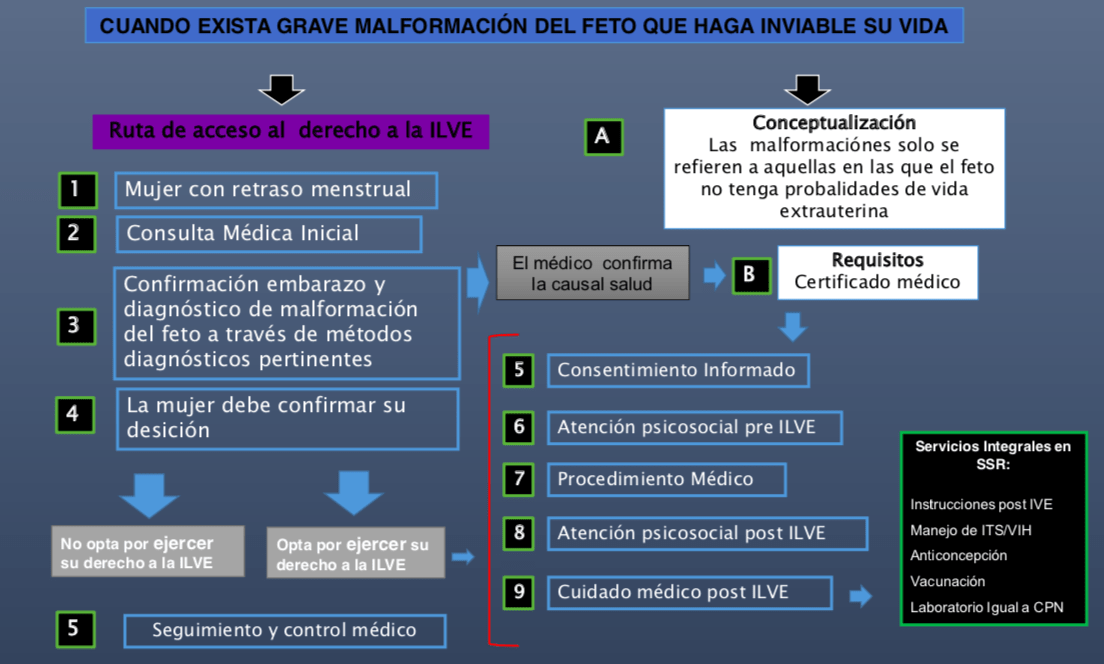 CUANDO EXISTA GRAVE MALFORMACIÓN DEL FETO QUE HAGA INVIABLE SU VIDA
Ruta de acceso al derecho a la ILVE
1
Mujer con retraso menstrual
2
Consulta Médica Inicial
3
Confirmación embarazo y
diagnóstico de malformación
del feto a través de métodos
diagnósticos pertinentes
4
La mujer debe confirmar su
desición
No opta por ejercer
su derecho a la ILVE
Opta por ejercer su
derecho a la ILVE
5
Seguimiento y control médico
A
Conceptualización
Las malformaciónes solo se
refieren a aquellas en las que el feto
no tenga probalidades de vida
extrauterina
El médico confirma
la causal salud
B
Requisitos
Certificado médico
5
Consentimiento Informado
6
Atención psicosocial pre ILVE
7
Procedimiento Médico
8
Atención psicosocial post ILVE
9
Cuidado médico post ILVE
Servicios Integrales en
SSR:
Instrucciones post IVE
Manejo de ITS/VIH
Anticoncepción
Vacunación
Laboratorio Igual a CPN